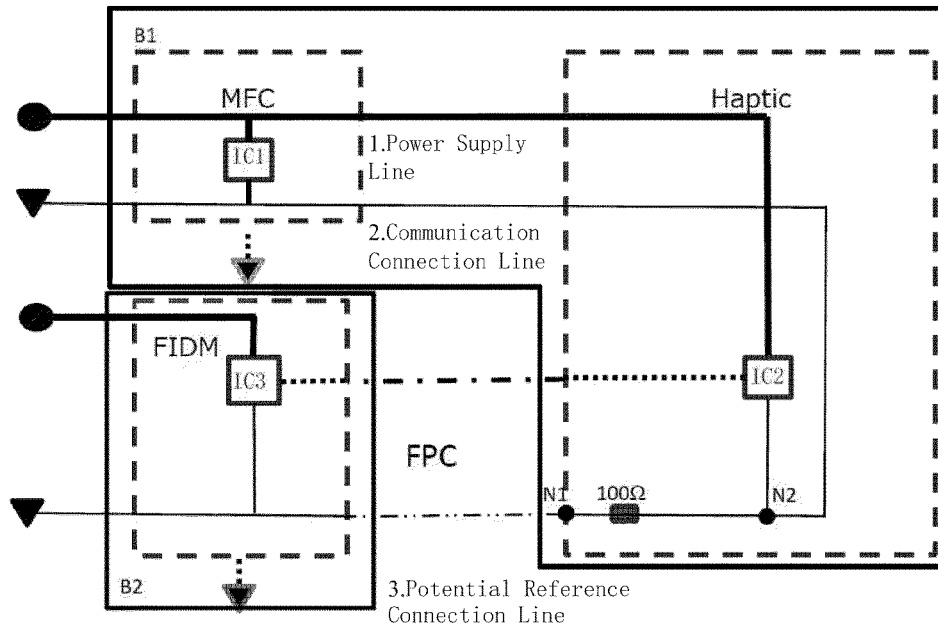 B1
MFC
Haptic
IC1
1.Power Supply
Line
2.Communication
Connection Line
FIDM
IC3
IC2
FPC
N1
100Ω
N2
B2
3.Potential Reference
Connection Line